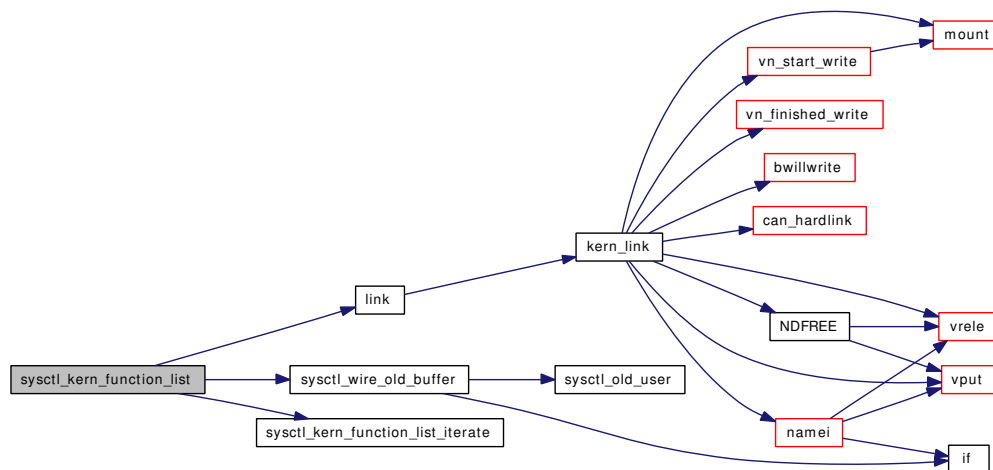 mount
vn_start_write
vn_finished_write
bwillwrite
can_hardlink
kern_link
link
NDFREE
vrele
sysctl_kern_function_list
sysctl_wire_old_buffer
sysctl_old_user
vput
sysctl_kern_function_list_iterate
namei
if